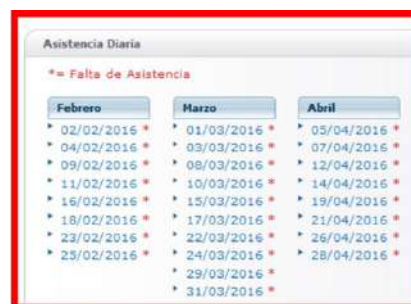 Asistencia Diaria
*= Falta de Asistencia
Febrero Marzo Abril
02/02/2016 * 01/03/2016 * 05/04/2016 *
04/02/2016 * 03/03/2016 * 07/04/2016 *
09/02/2016 * 08/03/2016 * 12/04/2016 *
11/02/2016 * 10/03/2016 * 14/04/2016 *
16/02/2016 * 15/03/2016 * 19/04/2016 *
18/02/2016 * 17/03/2016 * 21/04/2016 *
23/02/2016 * 22/03/2016 * 26/04/2016 *
25/02/2016 * 24/03/2016 * 28/04/2016 *
29/03/2016 *
31/03/2016 *